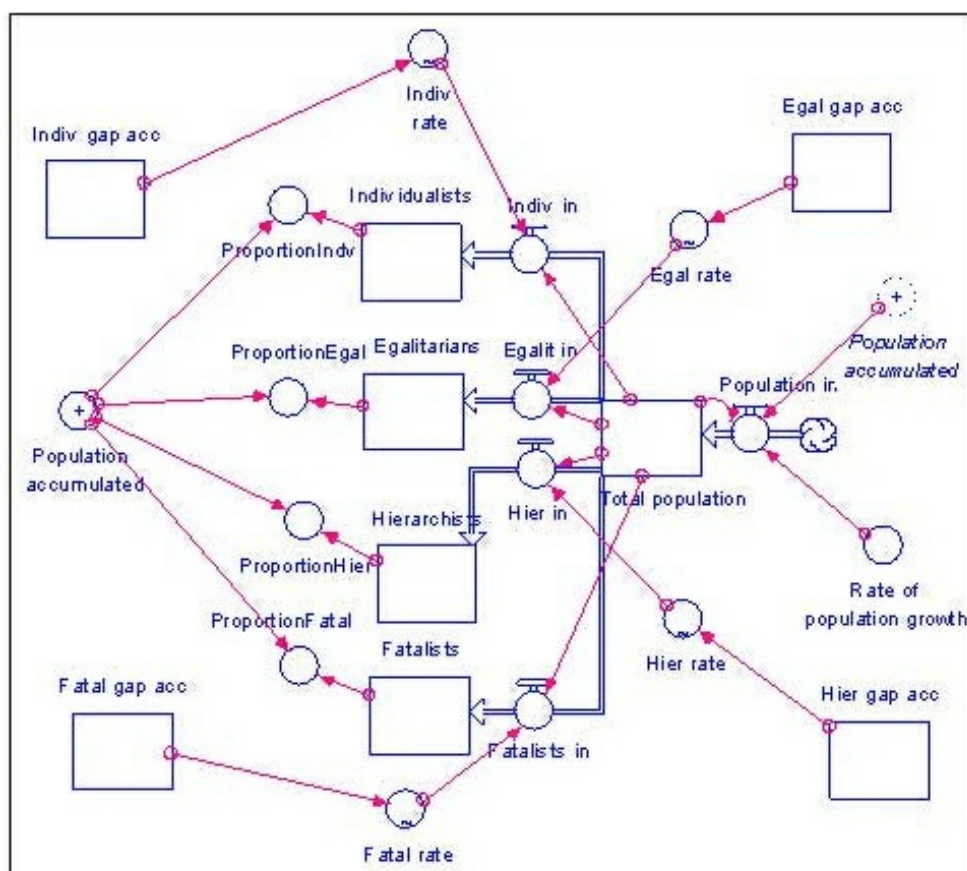 Indiv
rate
Indiv gap acc
Egal gap acc
Individualists
Indiv in
ProportionIndv
Egal rate
ProportionEgal
Egalitarians
Egalit in
Population
accumulated
Population in.
Population
accumulated
Hierarchists
Hier in
Total population
ProportionHier
Rate of
population growth
ProportionFatal
Fatalists
Hier rate
Fatal gap acc
Hier gap acc
Fatalists in
Fatal rate